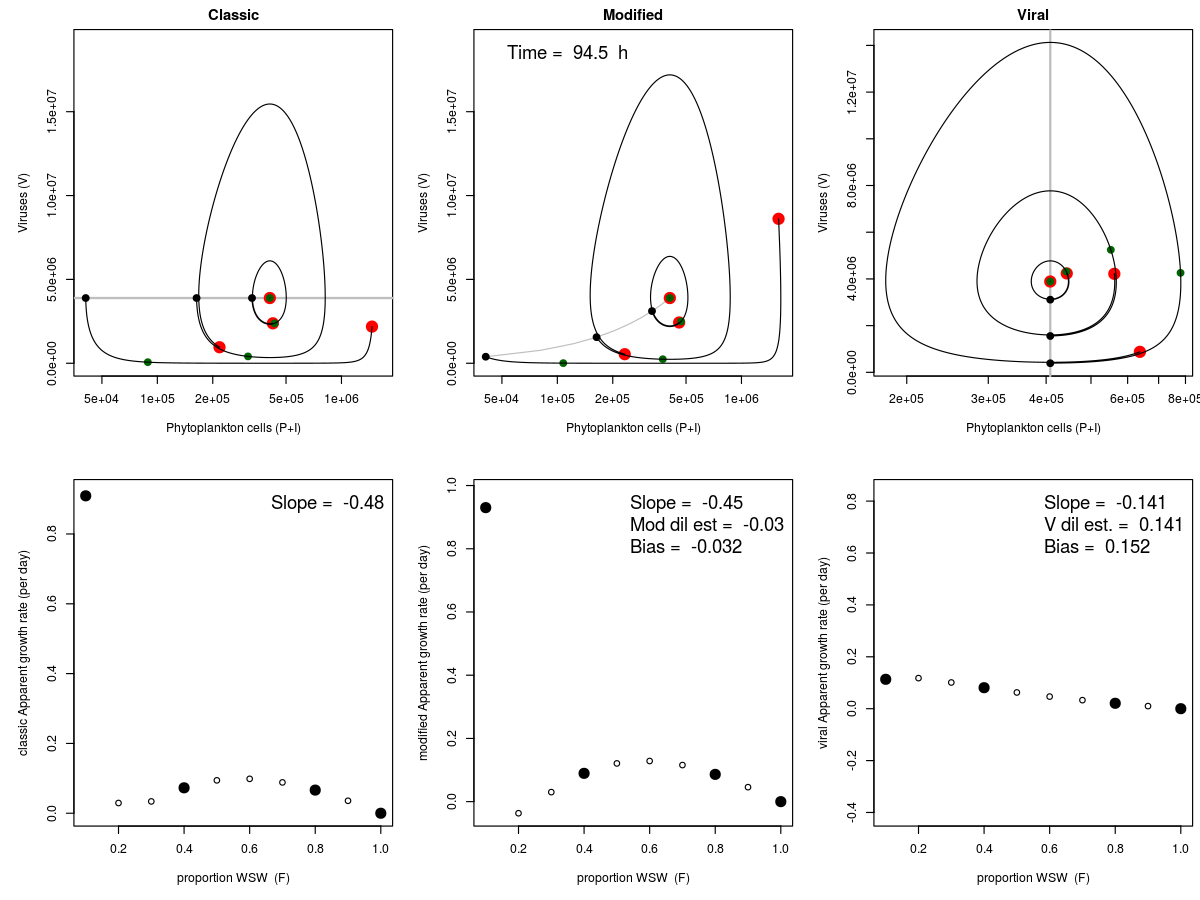 Classic
Modified
Viral
Time = 94.5 h
Viruses (V)
0.0e+00 5.0e+06 1.0e+07 1.5e+07
5e+04 1e+05 2e+05 5e+05 1e+06
Phytoplankton cells (P+I)
Viruses (V)
0.0e+00 5.0e+06 1.0e+07 1.5e+07
5e+04 1e+05 2e+05 5e+05 1e+06
Phytoplankton cells (P+I)
Viruses (V)
0.0e+00 4.0e+06 8.0e+06 1.2e+07
2e+05 3e+05 4e+05 6e+05 8e+05
Phytoplankton cells (P+I)
Slope = -0.48
classic Apparent growth rate (per day)
0.0 0.2 0.4 0.6 0.8
0.2 0.4 0.6 0.8 1.0
proportion WSW (F)
Slope = -0.45
Mod dil est = -0.03
Bias = -0.032
modified Apparent growth rate (per day)
0.0 0.2 0.4 0.6 0.8 1.0
0.2 0.4 0.6 0.8 1.0
proportion WSW (F)
Slope = -0.141
V dil est. = 0.141
Bias = 0.152
viral Apparent growth rate (per day)
-0.4 -0.2 0.0 0.2 0.4 0.6 0.8
0.2 0.4 0.6 0.8 1.0
proportion WSW (F)